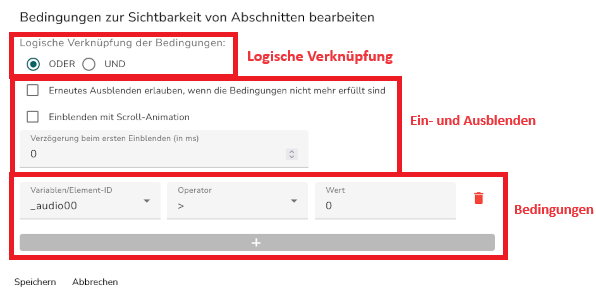 Bedingungen zur Sichtbarkeit von Abschnitten bearbeiten
Logische Verknüpfung der Bedingungen:
ODER UND
Logische Verknüpfung
Erneutes Ausblenden erlauben, wenn die Bedingungen nicht mehr erfüllt sind
Einblenden mit Scroll-Animation
Ein- und Ausblenden
Verzögerung beim ersten Einblenden (in ms)
0
Variablen/Element-ID Operator Wert
_audio00 > 0
Bedingungen
+
Speichern Abbrechen